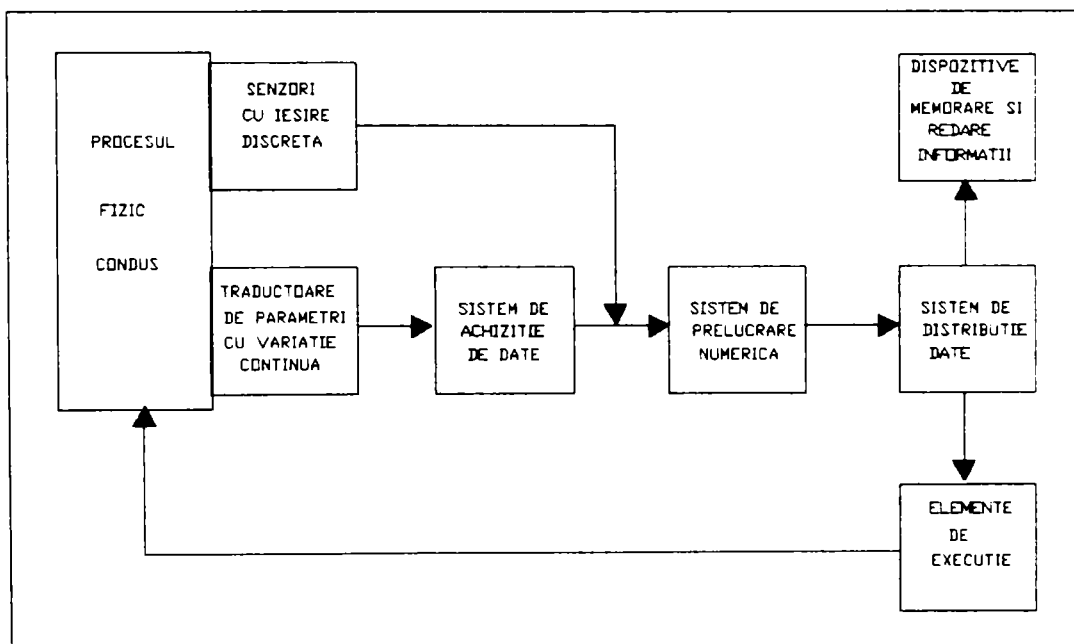 PROCESUL
FIZIC
CONDUS
SENZORI
CU IESIRE
DISCRETA
TRADUCTOARE
DE PARAMETRI
CU VARIATIE
CONTINUA
SISTEM DE
ACHIZITIE
DE DATE
SISTEM DE
PRELUCRARE
NUMERICA
SISTEM DE
DISTRIBUTIE
DATE
DISPOZITIVE
DE
MEMORARE SI
REDARE
INFORMATII
ELEMENTE
DE
EXECUTIE